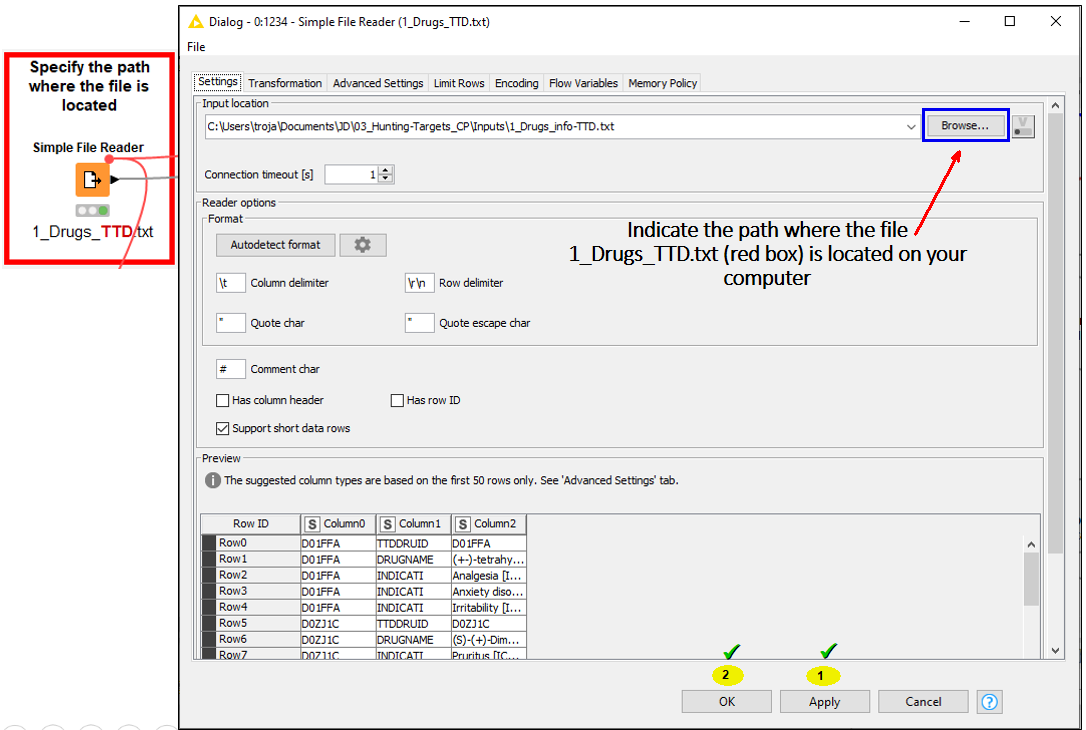 Specify the path
where the file is
located
Simple File Reader
1_Drugs_TTD.txt
Dialog - 0:1234 - Simple File Reader (1_Drugs_TTD.txt)
File
Settings Transformation Advanced Settings Limit Rows Encoding Flow Variables Memory Policy
Input location
C:\Users\troja\Documents\JD\03_Hunting-Targets_CP\Inputs\1_Drugs_info-TTD.txt Browse... V
Connection timeout [s] 1
Reader options
Format
Autodetect format
\t Column delimiter \r\n Row delimiter
" Quote char " Quote escape char
Indicate the path where the file
1_Drugs_TTD.txt (red box) is located on your
computer
# Comment char
Has column header Has row ID
Support short data rows
Preview
The suggested column types are based on the first 50 rows only. See 'Advanced Settings' tab.
Row ID S Column0 S Column1 S Column2
Row0 D01FFA TTDDRUID D01FFA
Row1 D01FFA DRUGNAME (+-)-tetrahy...
Row2 D01FFA INDICATI Analgesia [I...
Row3 D01FFA INDICATI Anxiety diso...
Row4 D01FFA INDICATI Irritability [I...
Row5 D0ZJ1C TTDDRUID D0ZJ1C
Row6 D0ZJ1C DRUGNAME (S)-(+)-Dim...
Row7 D0ZJ1C INDICATI Pruritus [IC...
2 1
OK Apply Cancel ?